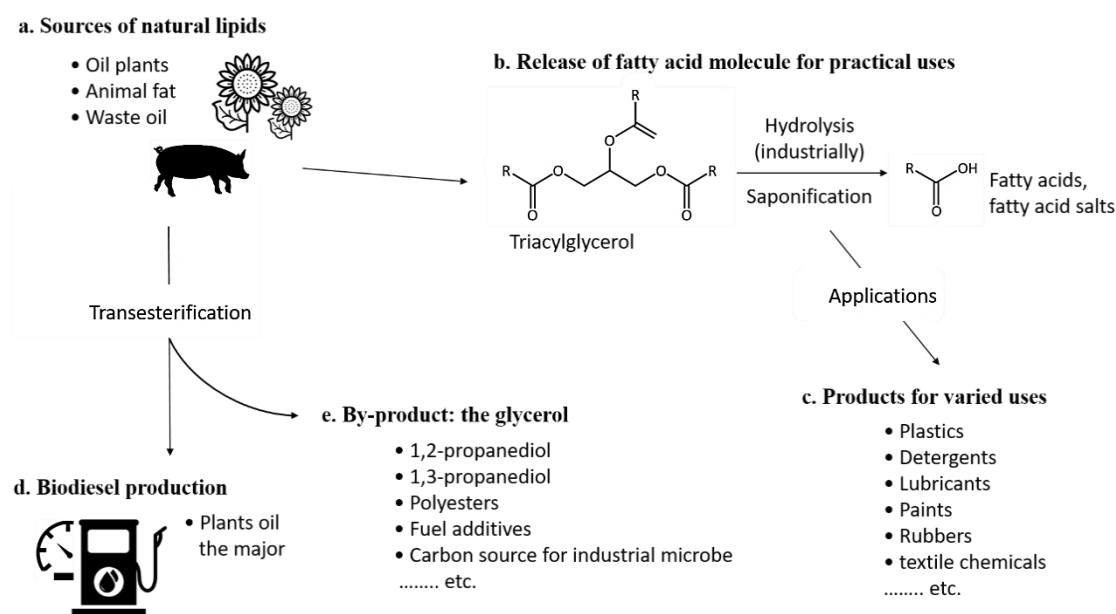 a. Sources of natural lipids
• Oil plants
• Animal fat
• Waste oil
b. Release of fatty acid molecule for practical uses
R
O
R
O
O
R
O
O
Triacylglycerol
Hydrolysis
(industrially)
Saponification
R
OH
O
Fatty acids,
fatty acid salts
Applications
Transesterification
c. Products for varied uses
• Plastics
• Detergents
• Lubricants
• Paints
• Rubbers
• textile chemicals
........ etc.
e. By-product: the glycerol
• 1,2-propanediol
• 1,3-propanediol
• Polyesters
• Fuel additives
• Carbon source for industrial microbe
........ etc.
d. Biodiesel production
• Plants oil
the major